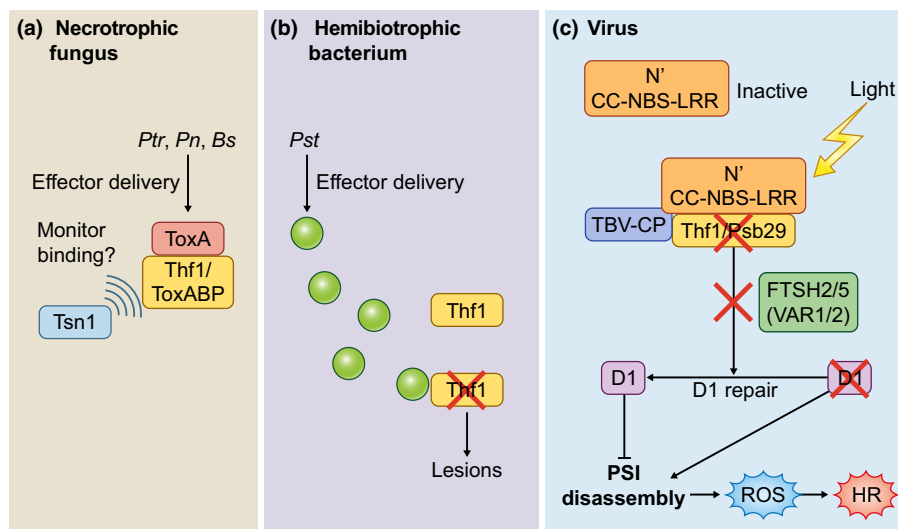 (a) Necrotrophic
fungus
Ptr, Pn, Bs
Effector delivery
Monitor
binding?
ToxA
Thf1/
ToxABP
Tsn1
(b) Hemibiotrophic
bacterium
Pst
Effector delivery
Thf1
Thf1
Lesions
(c) Virus
N’
CC-NBS-LRR
Inactive
Light
N’
CC-NBS-LRR
TBV-CP
Thf1/Psb29
FTSH2/5
(VAR1/2)
D1
D1 repair
D1
PSI
disassembly
ROS
HR